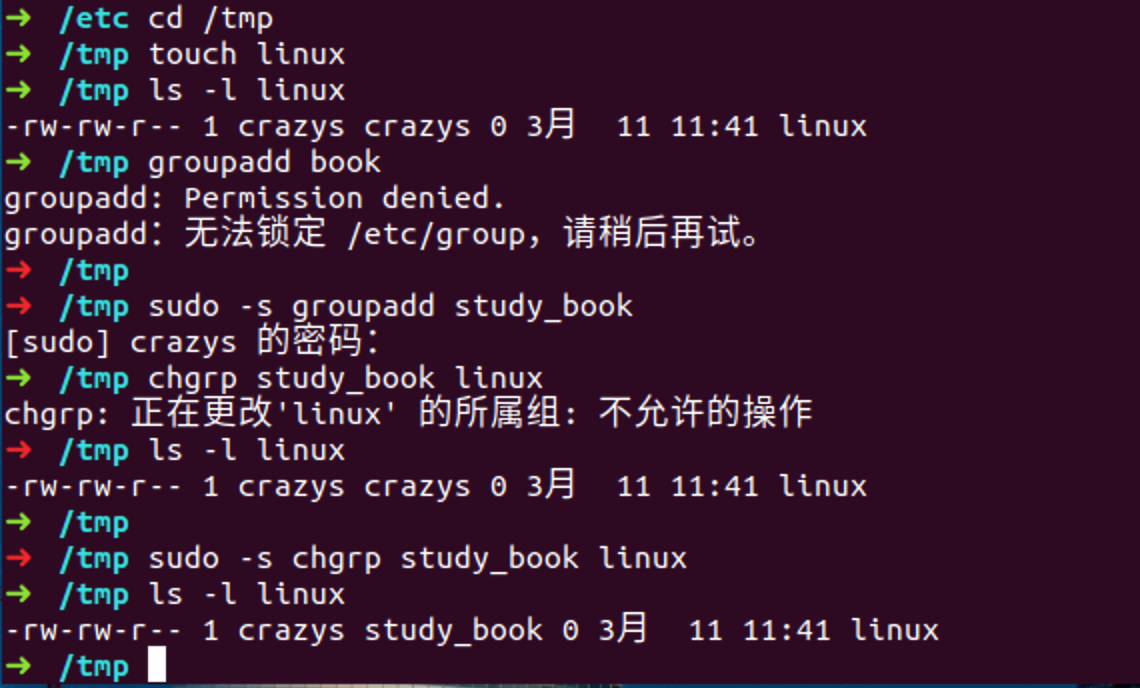 ➜  /etc cd /tmp
➜  /tmp touch linux
➜  /tmp ls -l linux
-rw-rw-r-- 1 crazys crazys 0 3月  11 11:41 linux
➜  /tmp groupadd book
groupadd: Permission denied.
groupadd：无法锁定 /etc/group，请稍后再试。
➜  /tmp
➜  /tmp sudo -s groupadd study_book
[sudo] crazys 的密码：
➜  /tmp chgrp study_book linux
chgrp: 正在更改'linux' 的所属组: 不允许的操作
➜  /tmp ls -l linux
-rw-rw-r-- 1 crazys crazys 0 3月  11 11:41 linux
➜  /tmp
➜  /tmp sudo -s chgrp study_book linux
➜  /tmp ls -l linux
-rw-rw-r-- 1 crazys study_book 0 3月  11 11:41 linux
➜  /tmp